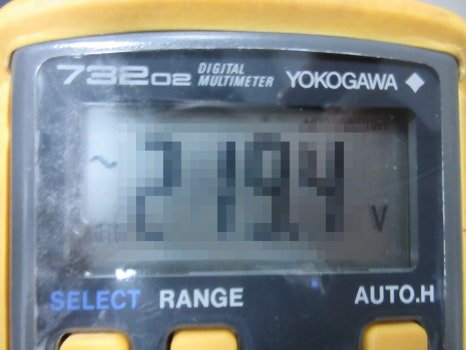 73202 DIGITAL MULTIMETER YOKOGAWA
~ 219.4 V
SELECT RANGE AUTO.H